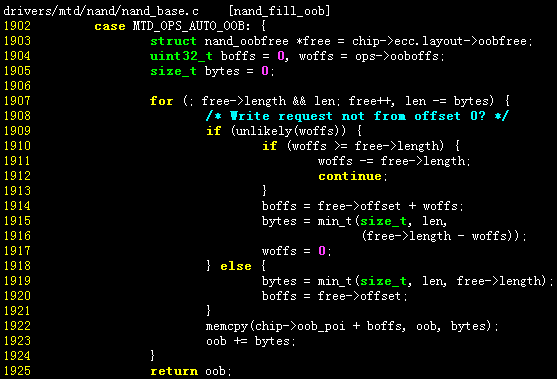 drivers/mtd/nand/nand_base.c    [nand_fill_oob]
1902         case MTD_OPS_AUTO_OOB: {
1903                 struct nand_oobfree *free = chip->ecc.layout->oobfree;
1904                 uint32_t boffs = 0, woffs = ops->ooboffs;
1905                 size_t bytes = 0;
1906
1907                 for (; free->length && len; free++, len -= bytes) {
1908                         /* Write request not from offset 0? */
1909                         if (unlikely(woffs)) {
1910                                 if (woffs >= free->length) {
1911                                         woffs -= free->length;
1912                                         continue;
1913                                 }
1914                                 boffs = free->offset + woffs;
1915                                 bytes = min_t(size_t, len,
1916                                               (free->length - woffs));
1917                                 woffs = 0;
1918                         } else {
1919                                 bytes = min_t(size_t, len, free->length);
1920                                 boffs = free->offset;
1921                         }
1922                         memcpy(chip->oob_poi + boffs, oob, bytes);
1923                         oob += bytes;
1924                 }
1925                 return oob;